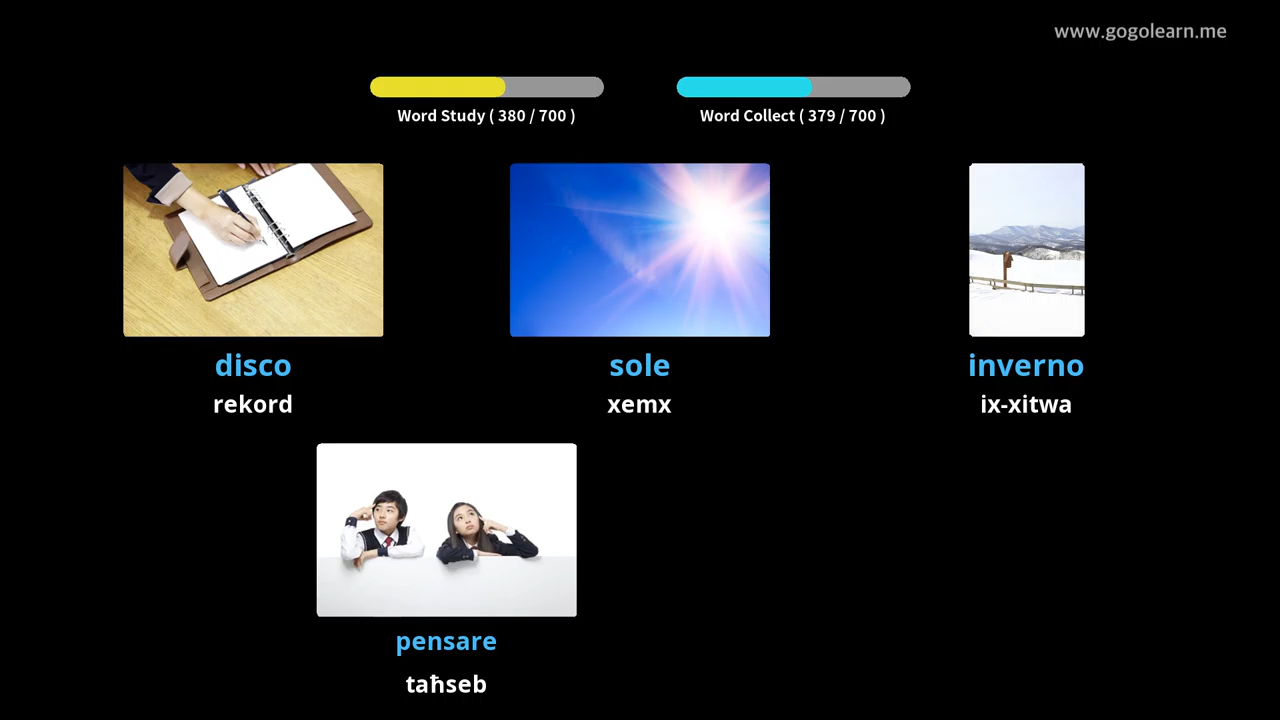 www.gogolearn.me
Word Study ( 380 / 700 )
Word Collect ( 379 / 700 )
disco
rekord
sole
xemx
inverno
ix-xitwa
pensare
taħseb